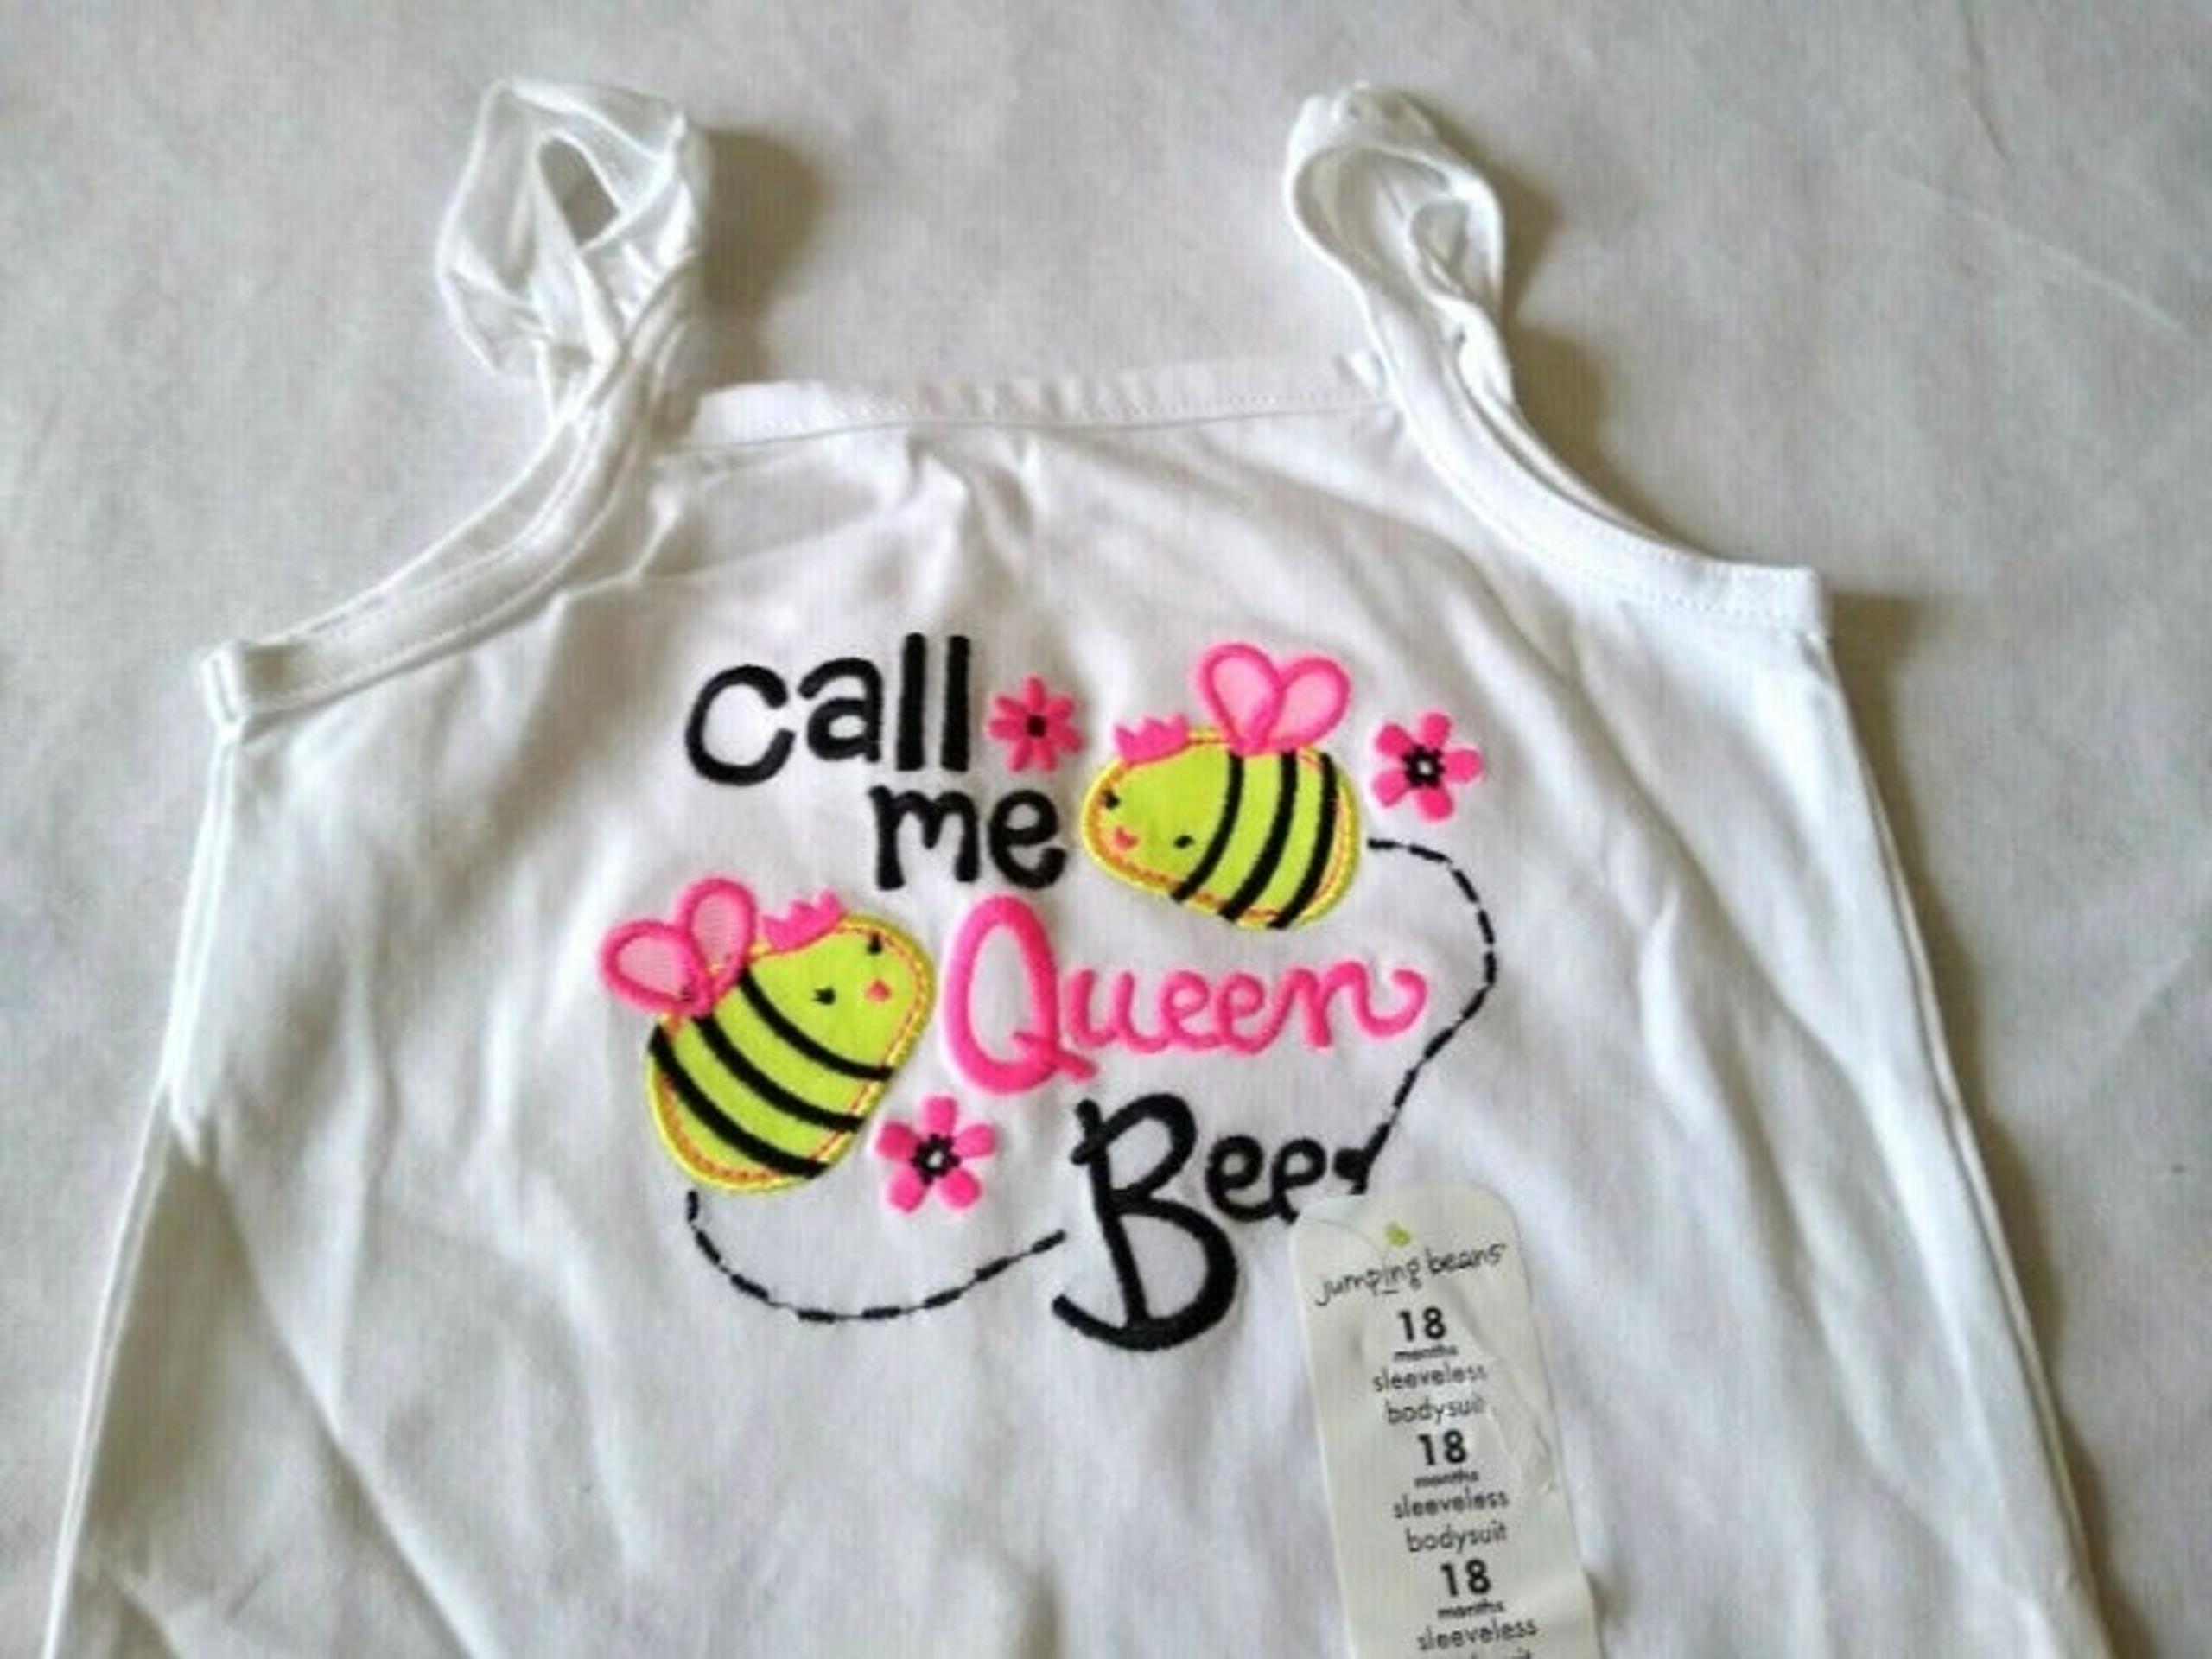 call
me
Queen
Bee
jumping beans
18
months
sleeveless
bodysuit
18
months
sleeveless
bodysuit
18
months
sleeveless